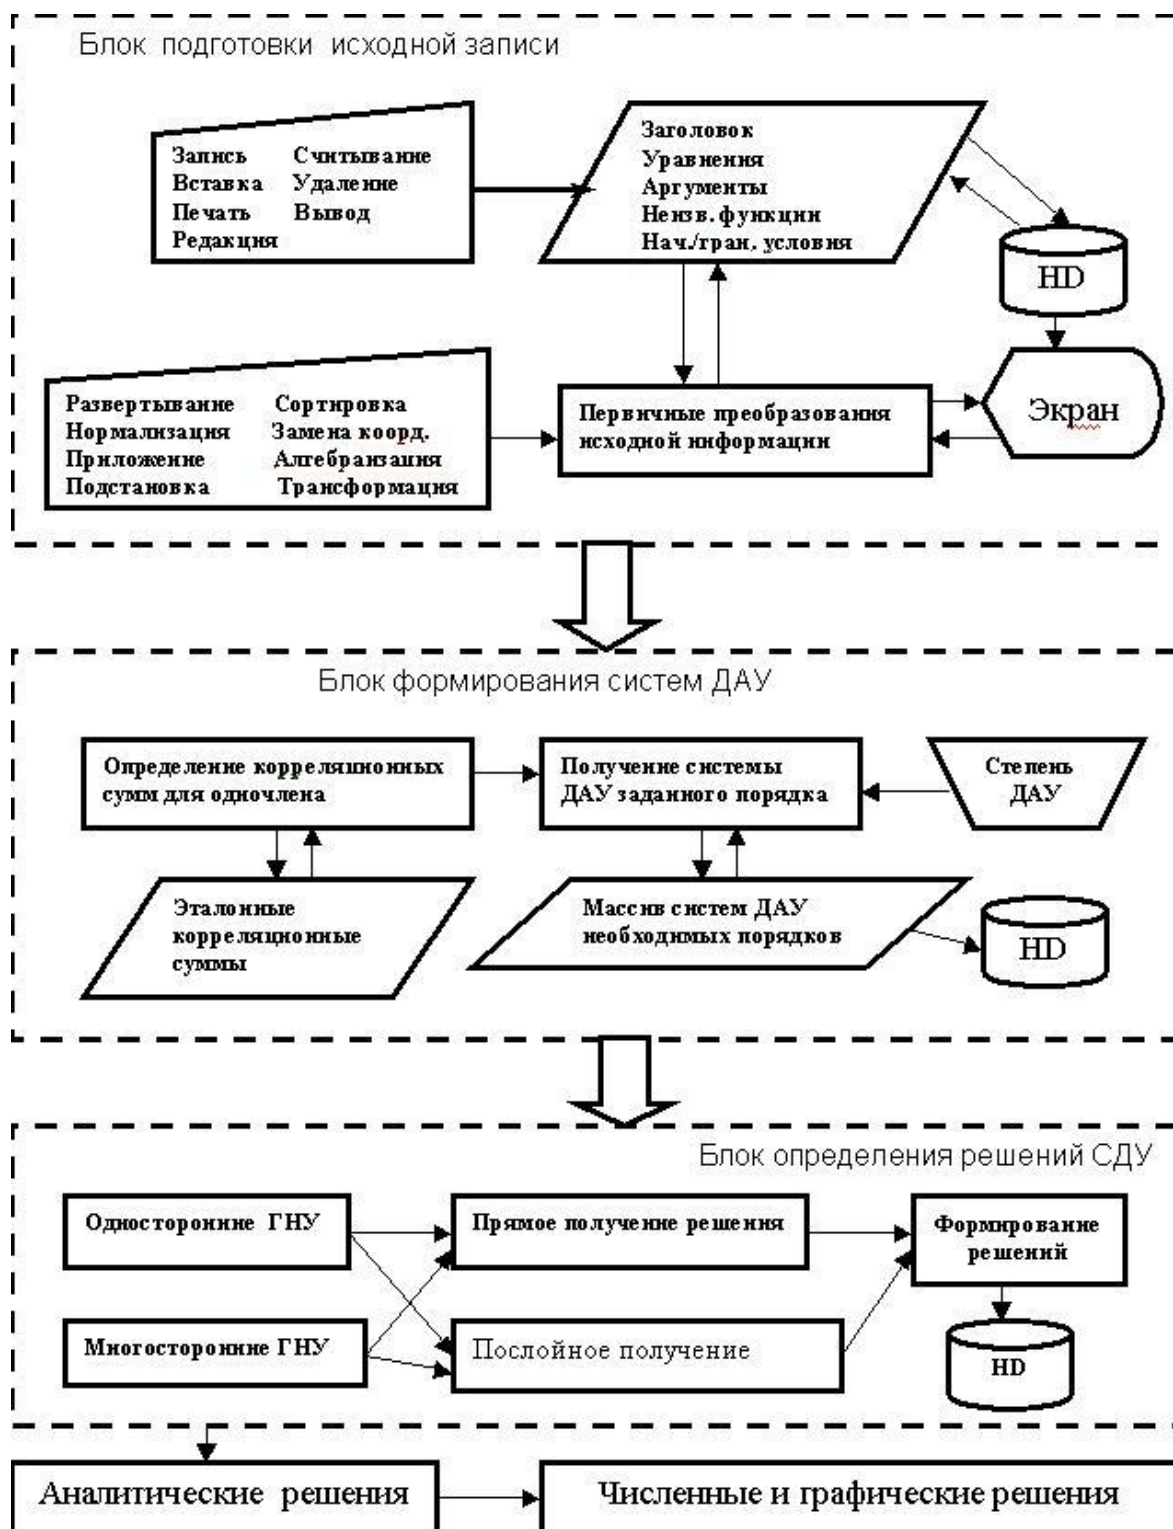 Блок подготовки исходной записи
Запись Считывание
Вставка Удаление
Печать Вывод
Редакция
Заголовок
Уравнения
Аргументы
Неизв. функции
Нач./гран. условия
HD
Развертывание Сортировка
Нормализация Замена коорд.
Приложение Алгебраизация
Подстановка Трансформация
Первичные преобразования
исходной информации
Экран
Блок формирования систем ДАУ
Определение корреляционных
сумм для одночлена
Получение системы
ДАУ заданного порядка
Степень
ДАУ
Эталонные
корреляционные
суммы
Массив систем ДАУ
необходимых порядков
HD
Блок определения решений СДУ
Односторонние ГНУ
Прямое получение решения
Формирование
решений
Многосторонние ГНУ
Послойное получение
HD
Аналитические решения
Численные и графические решения